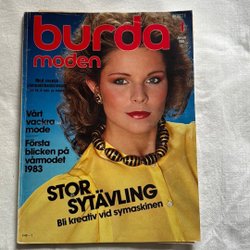 burda
moden
Vårt
vackra
mode
Första
blicken på
vårmodet
1983
STOR
SYTÄVLING
Bli kreativ vid symaskinen